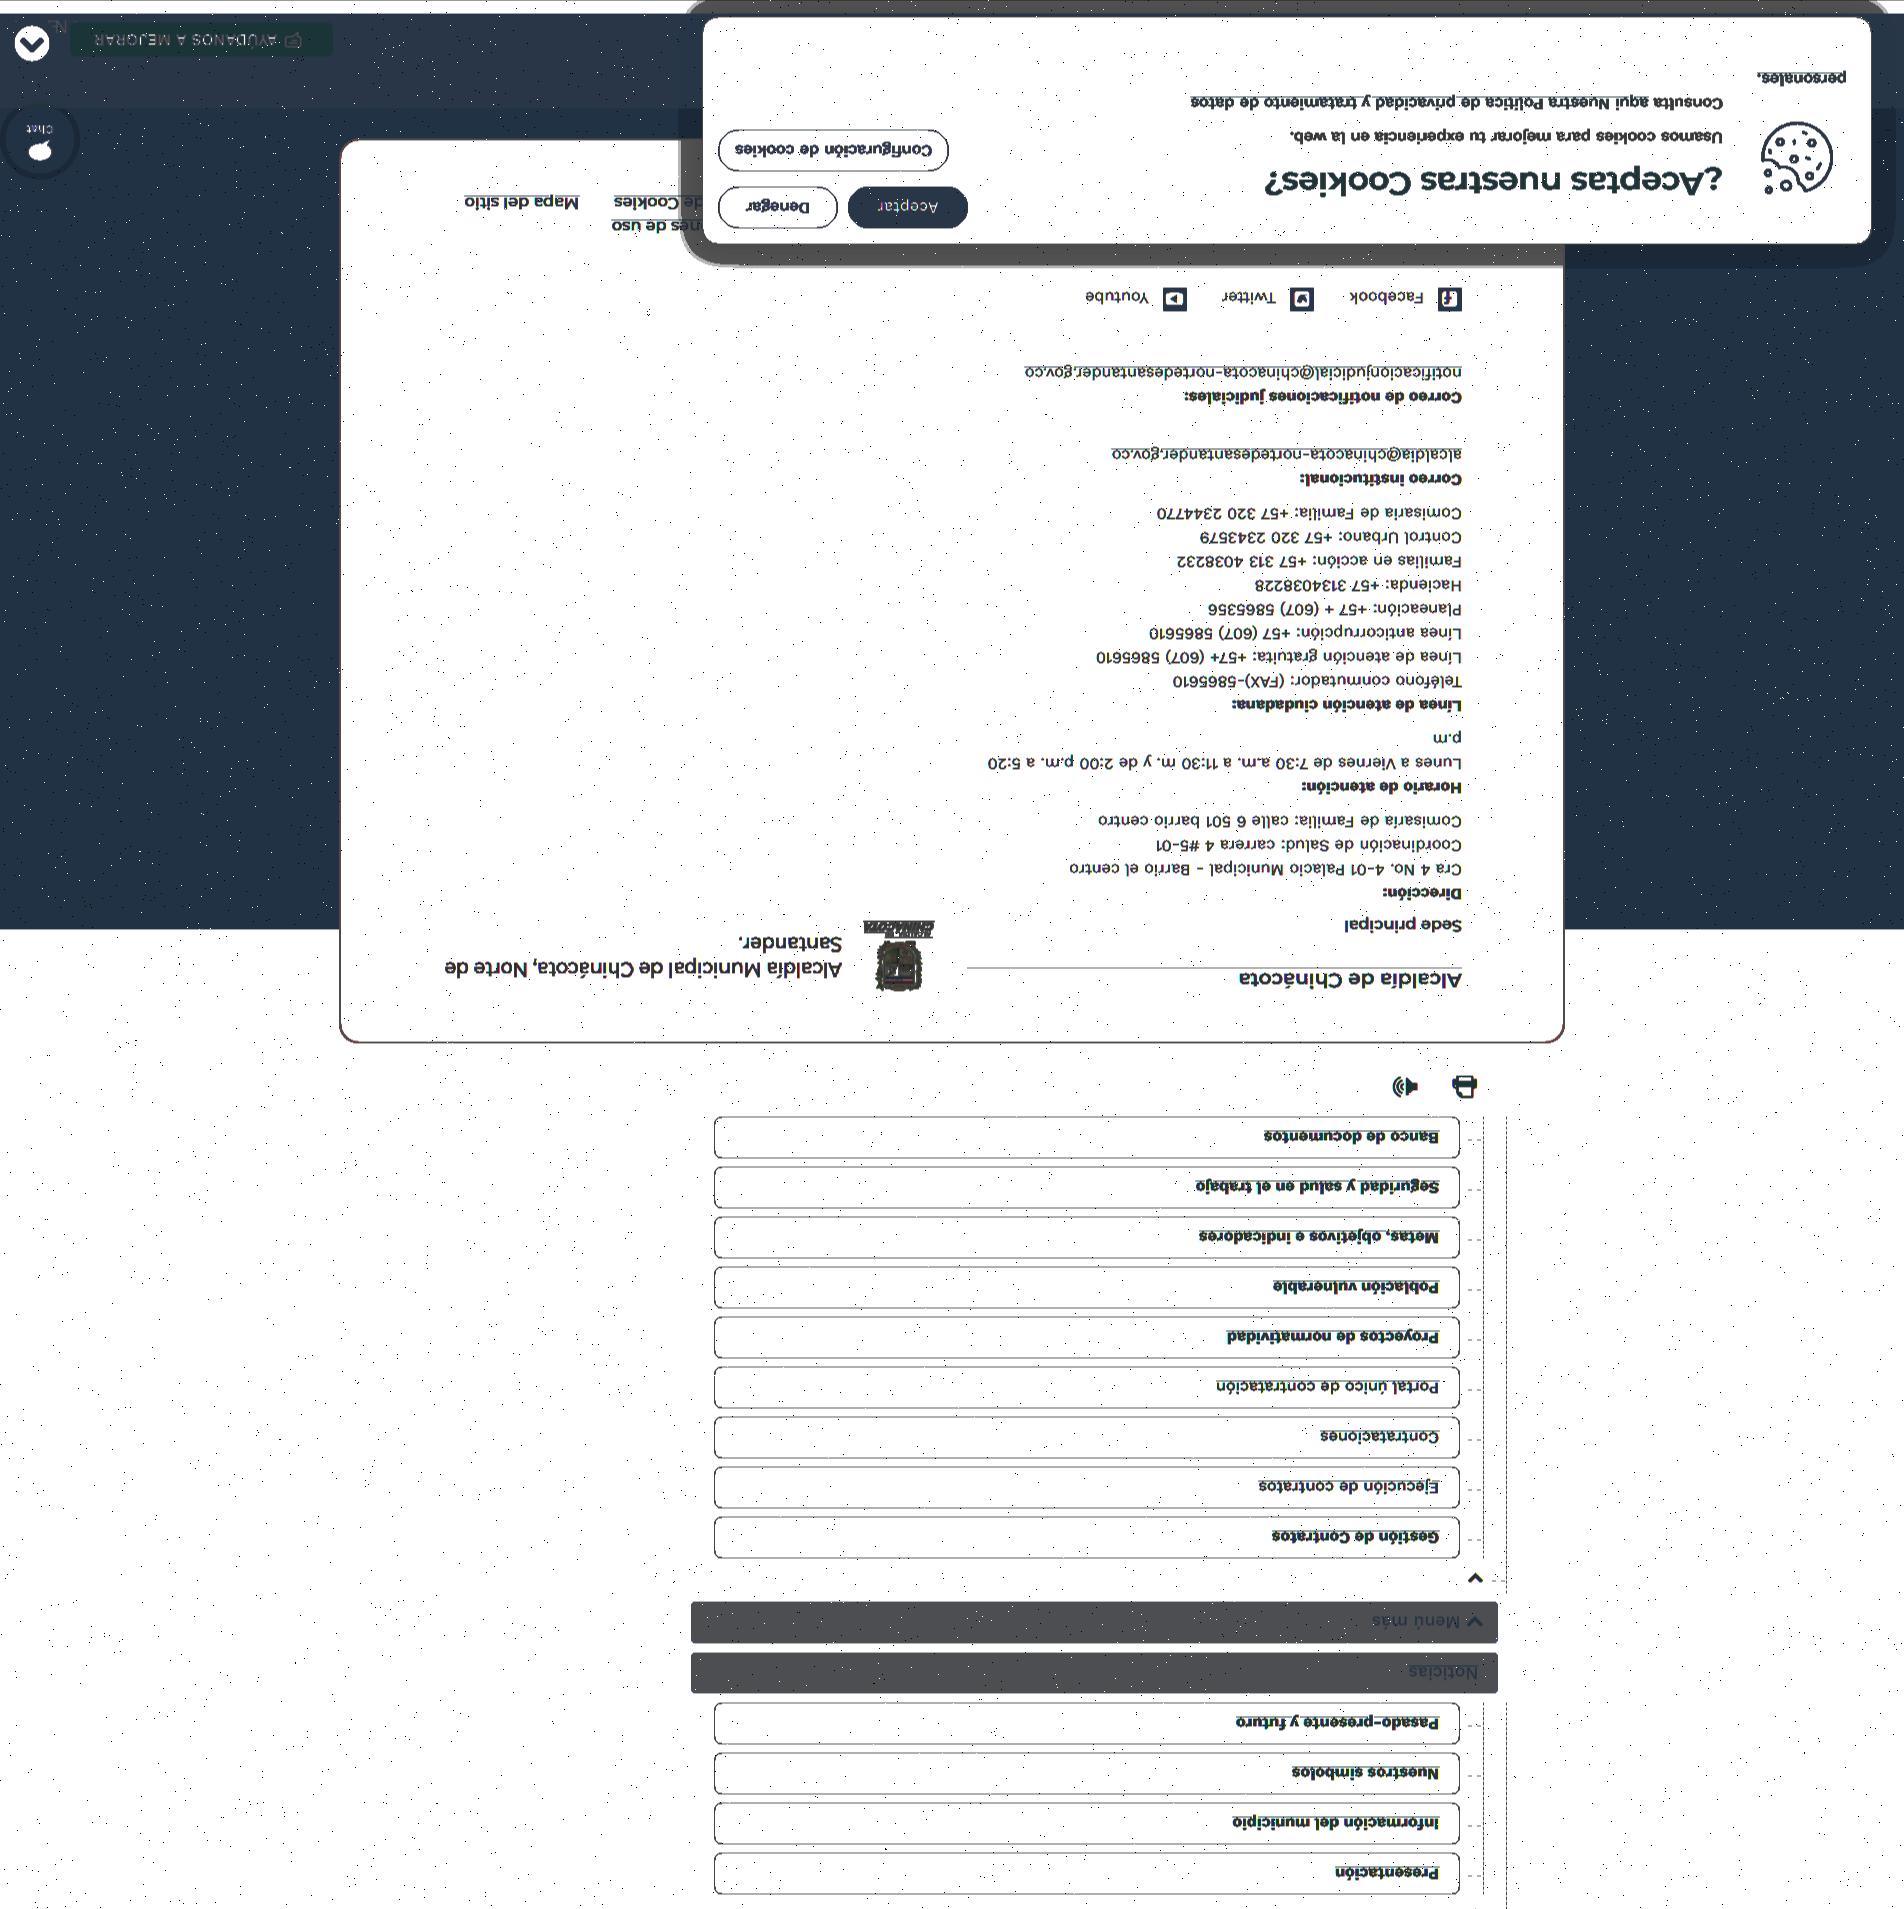 Presentación
Información del municipio
Nuestros símbolos
Pasado-presente y futuro
Noticias
Menú más
Gestión de Contratos
Ejecución de contratos
Contrataciones
Portal único de contratación
Proyectos de normatividad
Población vulnerable
Metas, objetivos e indicadores
Seguridad y salud en el trabajo
Banco de documentos
Alcaldía de Chinácota
Sede principal
Dirección:
Cra 4 No. 4-01 Palacio Municipal - Barrio el centro
Coordinación de Salud: carrera 4 #5-01
Comisaría de Familia: calle 6 501 barrio centro
Horario de atención:
Lunes a Viernes de 7:30 a.m. a 11:30 m. y de 2:00 p.m. a 5:20
p.m
Línea de atención ciudadana:
Teléfono conmutador: (FAX)-5865610
Línea de atención gratuita: +57+ (607) 5865610
Línea anticorrupción: +57 (607) 5865610
Planeación: +57 + (607) 5865356
Hacienda: +57 3134038228
Familias en acción: +57 313 4038232
Control Urbano: +57 320 2343579
Comisaria de Familia: +57 320 2344770
Correo institucional:
alcaldia@chinacota-nortedesantander.gov.co
Correo de notificaciones judiciales:
notificacionjudicial@chinacota-nortedesantander.gov.co
Facebook
Twitter
Youtube
Alcaldía Municipal de Chinácota, Norte de
Santander.
CHINÁCOTA
nes de uso
de Cookies
Mapa del sitio
¿Aceptas nuestras Cookies?
Usamos cookies para mejorar tu experiencia en la web.
Consulta aquí Nuestra Política de privacidad y tratamiento de datos
personales.
Aceptar
Denegar
Configuración de cookies
Chat
AYÚDANOS A MEJORAR